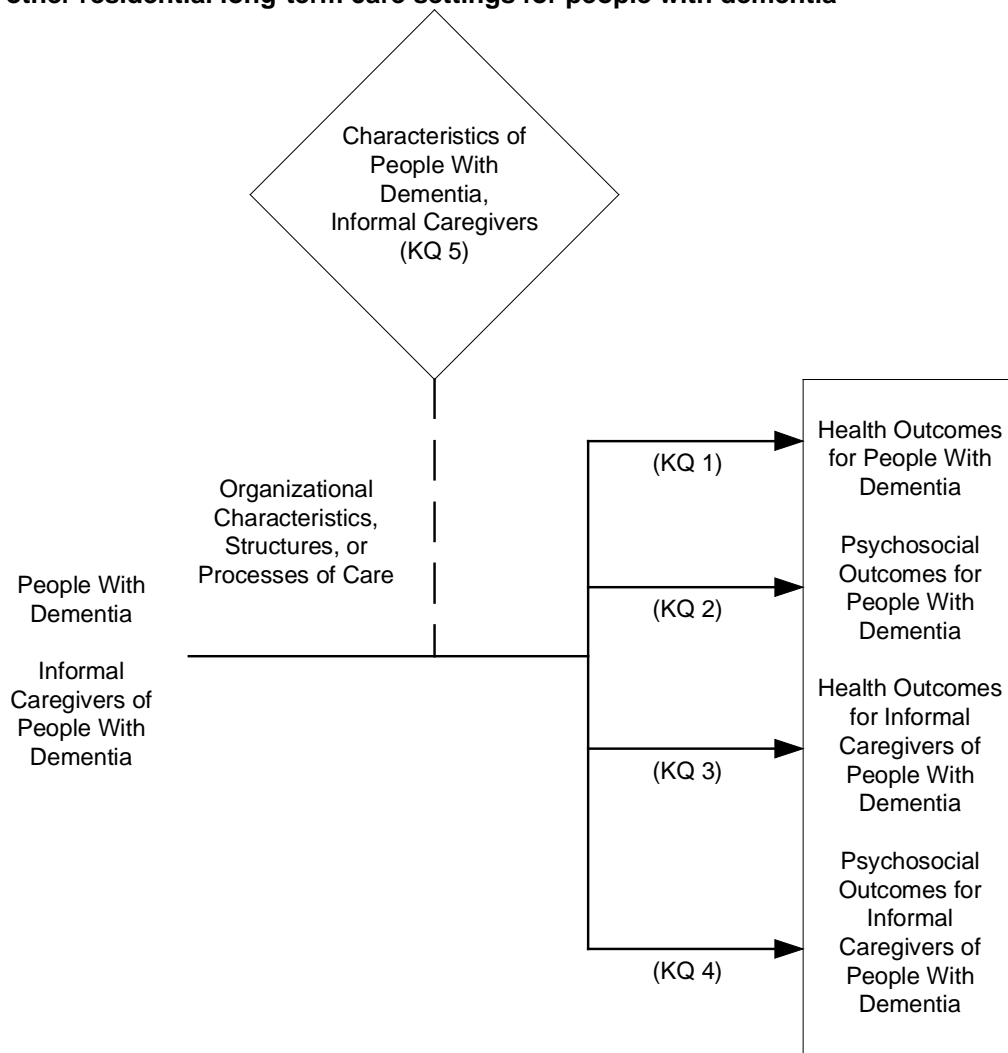 other residential long-term care settings for people with dementia
Characteristics of
People With
Dementia,
Informal Caregivers
(KQ 5)
Organizational
Characteristics,
Structures, or
Processes of Care
People With
Dementia
Informal
Caregivers of
People With
Dementia
(KQ 1)
(KQ 2)
(KQ 3)
(KQ 4)
Health Outcomes
for People With
Dementia
Psychosocial
Outcomes for
People With
Dementia
Health Outcomes
for Informal
Caregivers of
People With
Dementia
Psychosocial
Outcomes for
Informal
Caregivers of
People With
Dementia